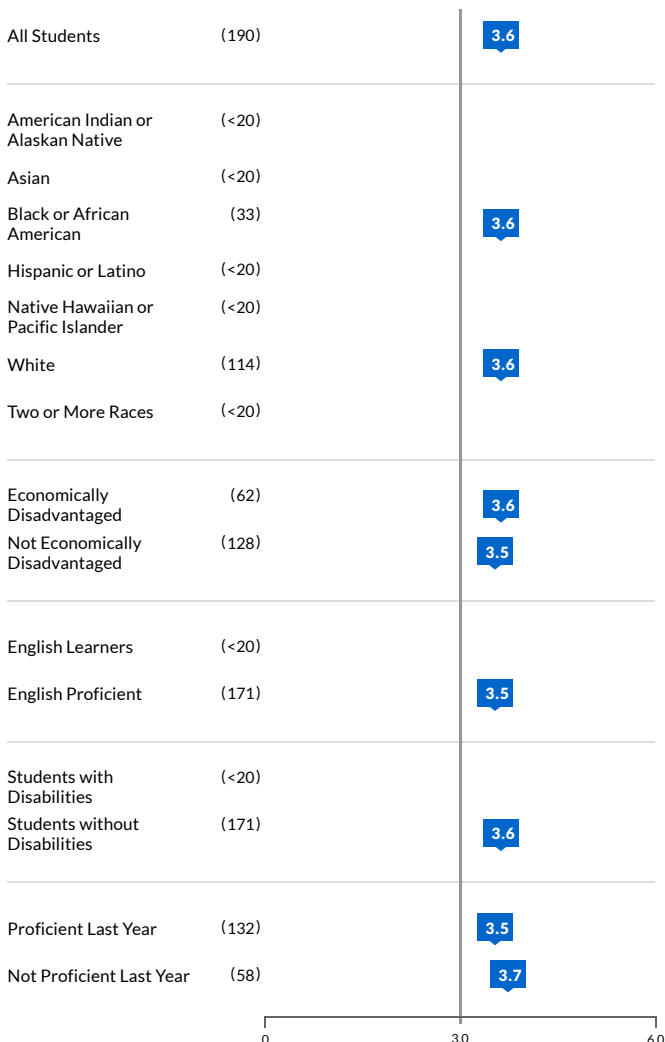 All Students (190) 3.6
American Indian or
Alaskan Native (<20)
Asian (<20)
Black or African
American (33) 3.6
Hispanic or Latino (<20)
Native Hawaiian or
Pacific Islander (<20)
White (114) 3.6
Two or More Races (<20)
Economically
Disadvantaged (62) 3.6
Not Economically
Disadvantaged (128) 3.5
English Learners (<20)
English Proficient (171) 3.5
Students with
Disabilities (<20)
Students without
Disabilities (171) 3.6
Proficient Last Year (132) 3.5
Not Proficient Last Year (58) 3.7
0 3.0 6.0